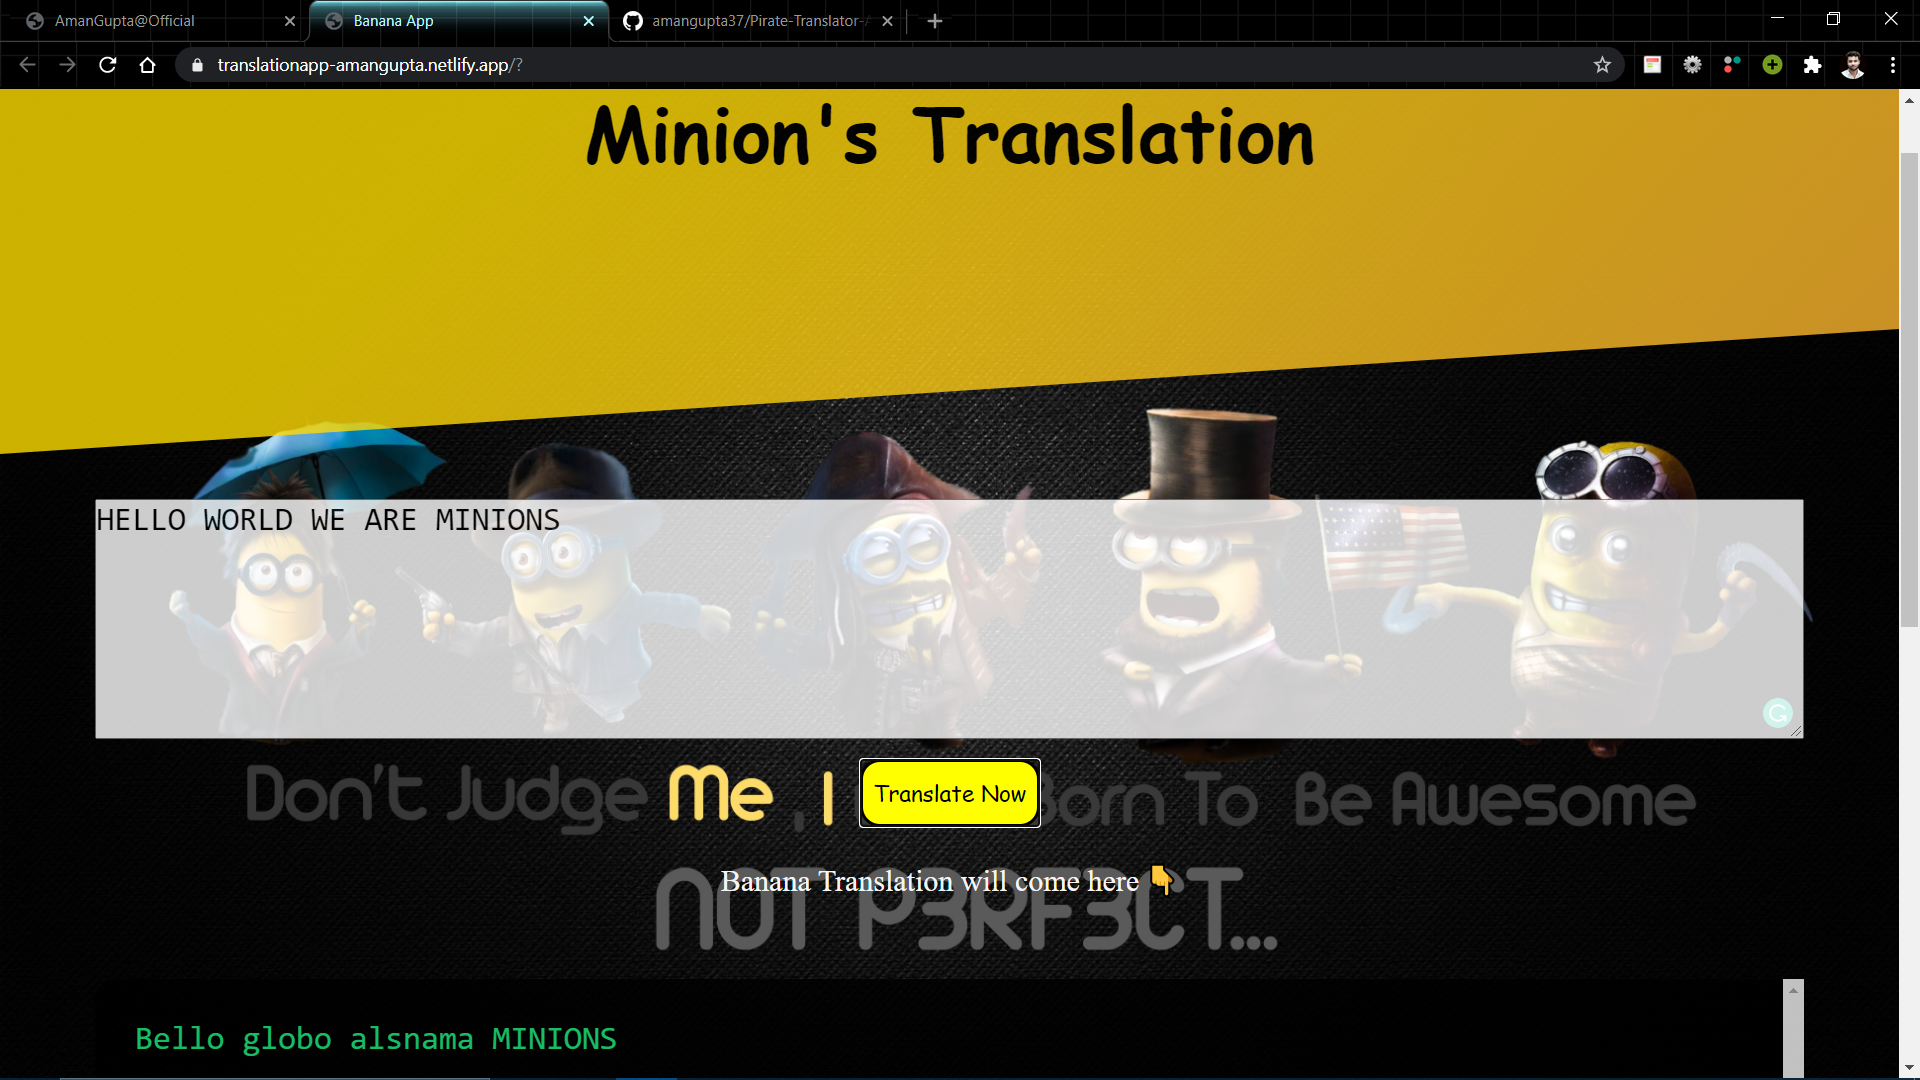 AmanGupta@Official
Banana App
amangupta37/Pirate-Translator-
translationapp-amangupta.netlify.app/?
Minion's Translation
HELLO WORLD WE ARE MINIONS
Don't Judge Me , I
Translate Now
Born To Be Awesome
Banana Translation will come here 👇
NOT P3RF3CT...
Bello globo alsnama MINIONS